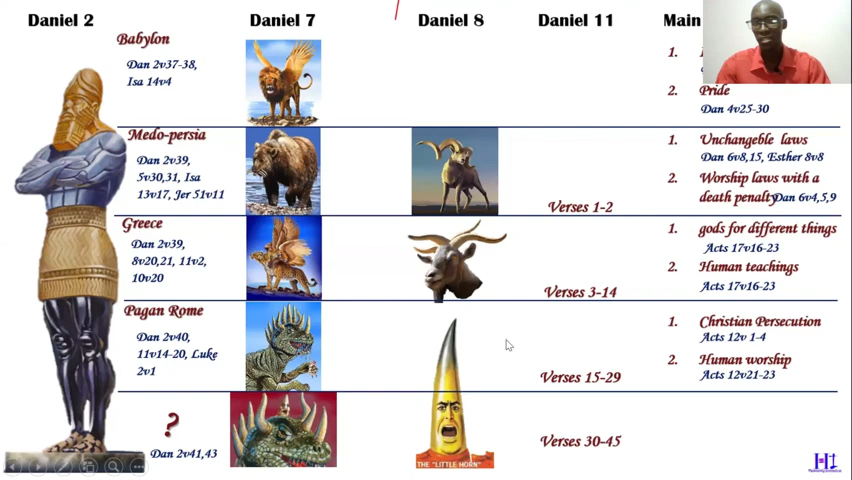 Daniel 2
Daniel 7
Daniel 8
Daniel 11
Main
Babylon
Dan 2v37-38,
Isa 14v4
1.
2. Pride
Dan 4v25-30
Medo-persia
Dan 2v39,
5v30,31, Isa
13v17, Jer 51v11
Verses 1-2
1. Unchangeble laws
Dan 6v8,15, Esther 8v8
2. Worship laws with a
death penalty Dan 6v4,5,9
Greece
Dan 2v39,
8v20,21, 11v2,
10v20
Verses 3-14
1. gods for different things
Acts 17v16-23
2. Human teachings
Acts 17v16-23
Pagan Rome
Dan 2v40,
11v14-20, Luke
2v1
Verses 15-29
1. Christian Persecution
Acts 12v 1-4
2. Human worship
Acts 12v21-23
?
Dan 2v41,43
THE "LITTLE HORN"
Verses 30-45